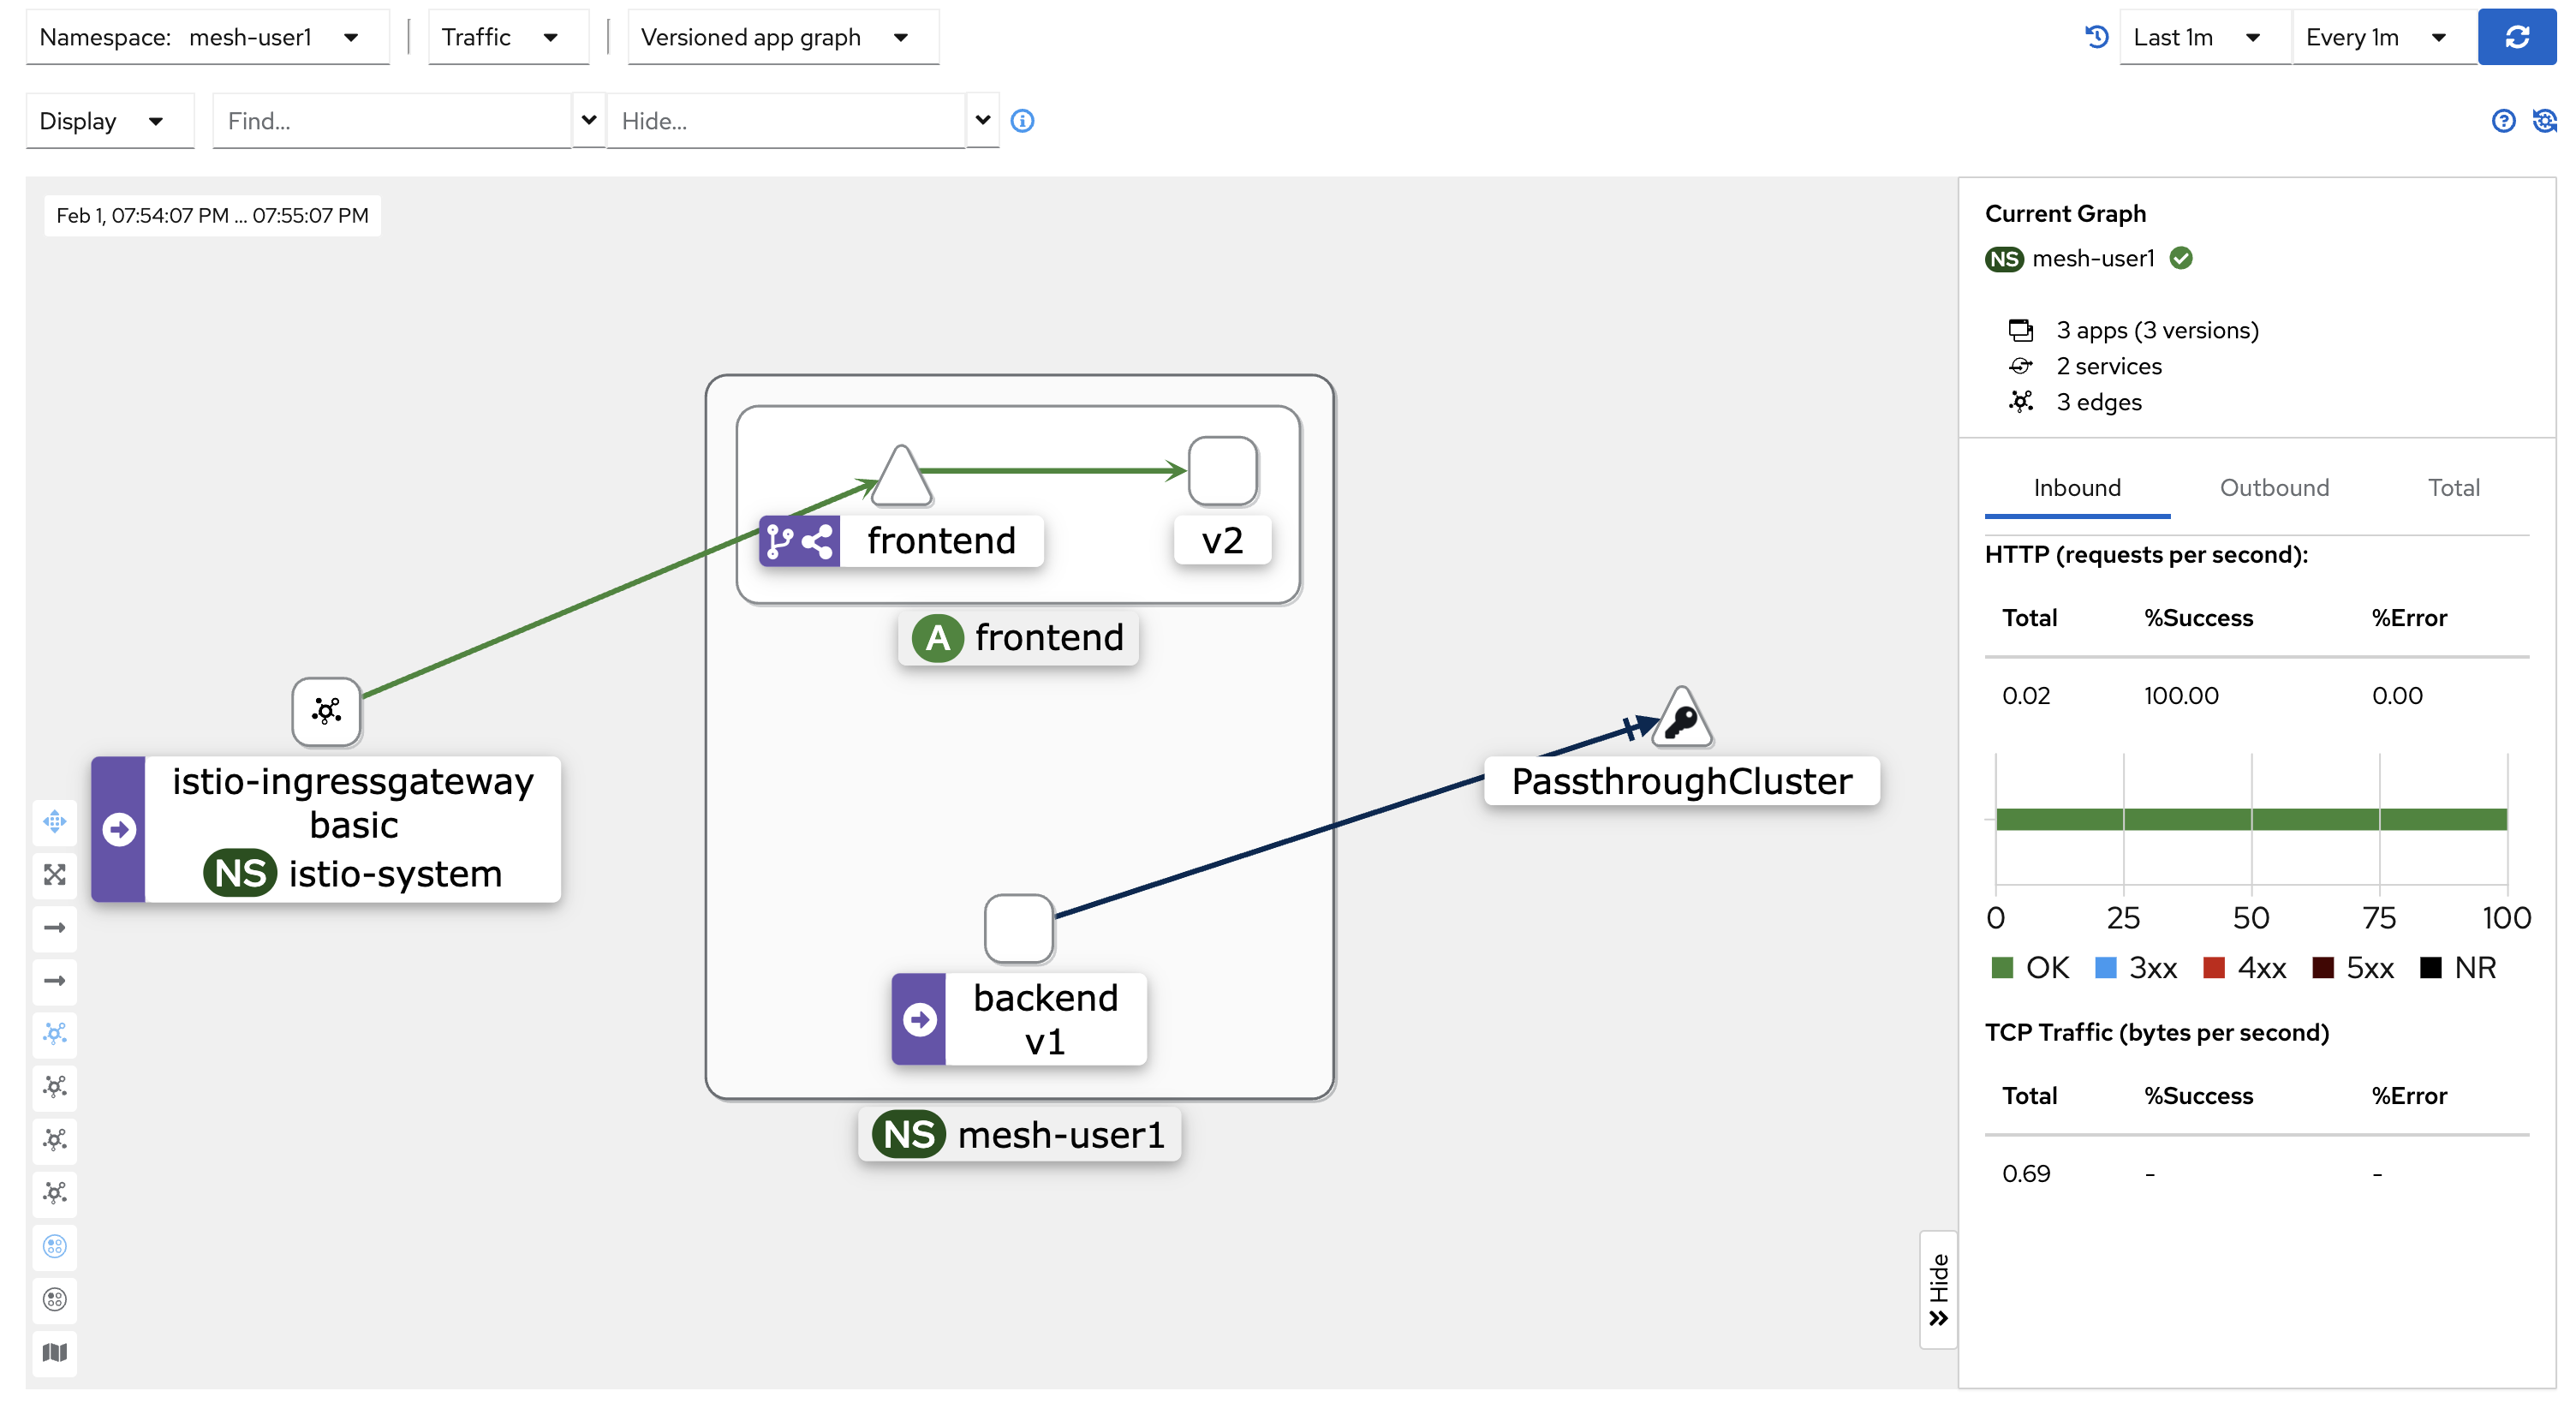 Namespace: mesh-user1
Traffic
Versioned app graph
Last 1m
Every 1m
Display
Find...
Hide...
Feb 1, 07:54:07 PM ... 07:55:07 PM
frontend
v2
A frontend
istio-ingressgateway
basic
NS istio-system
PassthroughCluster
backend
v1
NS mesh-user1
Hide
Current Graph
NS mesh-user1
3 apps (3 versions)
2 services
3 edges
Inbound Outbound Total
HTTP (requests per second):
Total %Success %Error
0.02 100.00 0.00
0 25 50 75 100
OK 3xx 4xx 5xx NR
TCP Traffic (bytes per second)
Total %Success %Error
0.69 - -